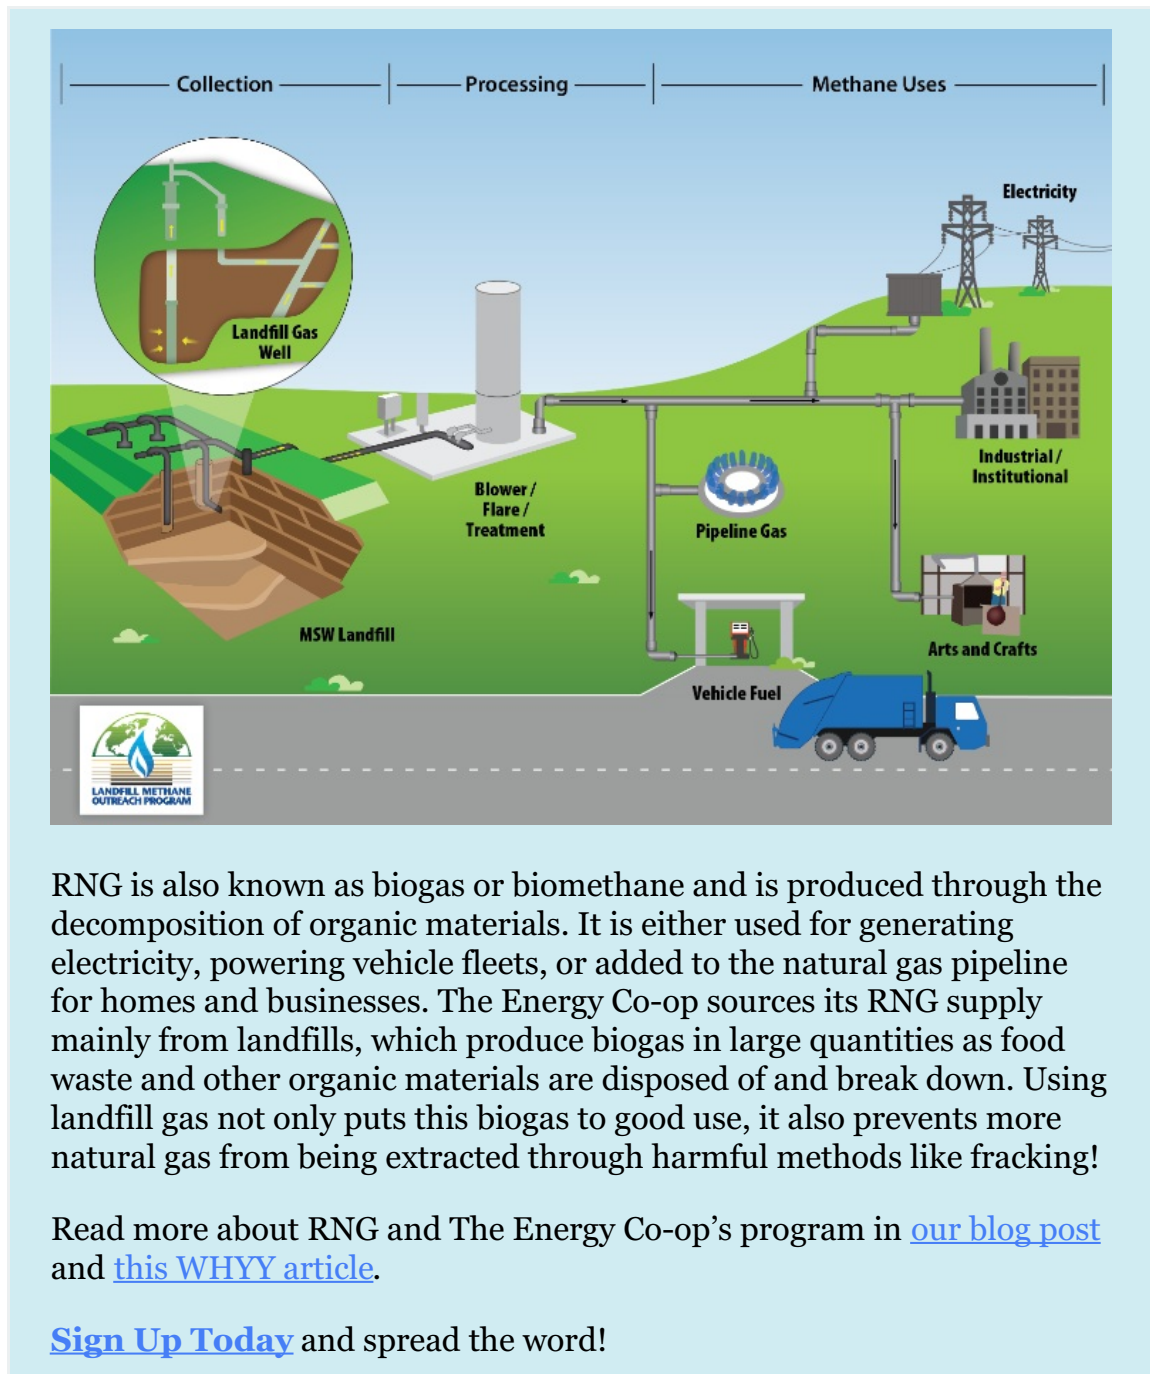 Collection
Processing
Methane Uses
Electricity
Landfill Gas
Well
Industrial /
Institutional
Blower /
Flare /
Treatment
Pipeline Gas
MSW Landfill
Arts and Crafts
Vehicle Fuel
LANDFILL METHANE
OUTREACH PROGRAM
RNG is also known as biogas or biomethane and is produced through the
decomposition of organic materials. It is either used for generating
electricity, powering vehicle fleets, or added to the natural gas pipeline
for homes and businesses. The Energy Co-op sources its RNG supply
mainly from landfills, which produce biogas in large quantities as food
waste and other organic materials are disposed of and break down. Using
landfill gas not only puts this biogas to good use, it also prevents more
natural gas from being extracted through harmful methods like fracking!
Read more about RNG and The Energy Co-op’s program in our blog post
and this WHYY article.
Sign Up Today and spread the word!